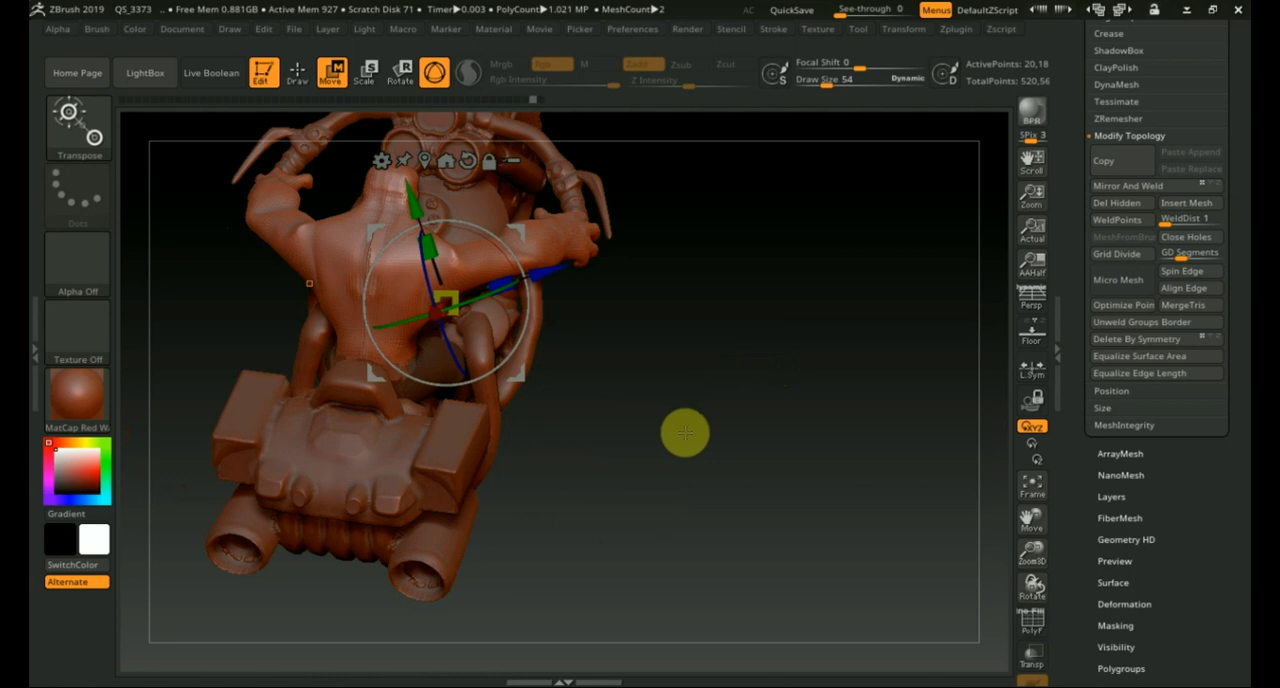 ZBrush 2019 QS_3373 .. • Free Mem 0.881GB • Active Mem 927 • Scratch Disk 71 • Timer▶0.003 • PolyCount▶1.021 MP • MeshCount▶2 AC QuickSave See-through 0 Menus DefaultZScript
Alpha Brush Color Document Draw Edit File Layer Light Macro Marker Material Movie Picker Preferences Render Stencil Stroke Texture Tool Transform Zplugin Zscript
Home Page LightBox Live Boolean Edit Draw Move Scale Rotate
Mrgb Rgb M Zadd Zsub Zcut
Rgb Intensity Z Intensity
Focal Shift 0
Draw Size 54 Dynamic
S
D
ActivePoints: 20,18
TotalPoints: 520,56
Transpose
Dots
Alpha Off
Texture Off
MatCap Red W
Gradient
SwitchColor
Alternate
BPR
SPix 3
Scroll
Zoom
Actual
AAHalf
Persp
Floor
L.Sym
XYZ
Frame
Move
Zoom3D
Rotate
PolyF
Transp
Crease
ShadowBox
ClayPolish
DynaMesh
Tessimate
ZRemesher
Modify Topology
Copy Paste Append
Paste Replace
Mirror And Weld
Del Hidden Insert Mesh
WeldPoints WeldDist 1
MeshFromBru Close Holes
Grid Divide GD Segments
Micro Mesh Spin Edge
Align Edge
Optimize Poin MergeTris
Unweld Groups Border
Delete By Symmetry
Equalize Surface Area
Equalize Edge Length
Position
Size
MeshIntegrity
ArrayMesh
NanoMesh
Layers
FiberMesh
Geometry HD
Preview
Surface
Deformation
Masking
Visibility
Polygroups